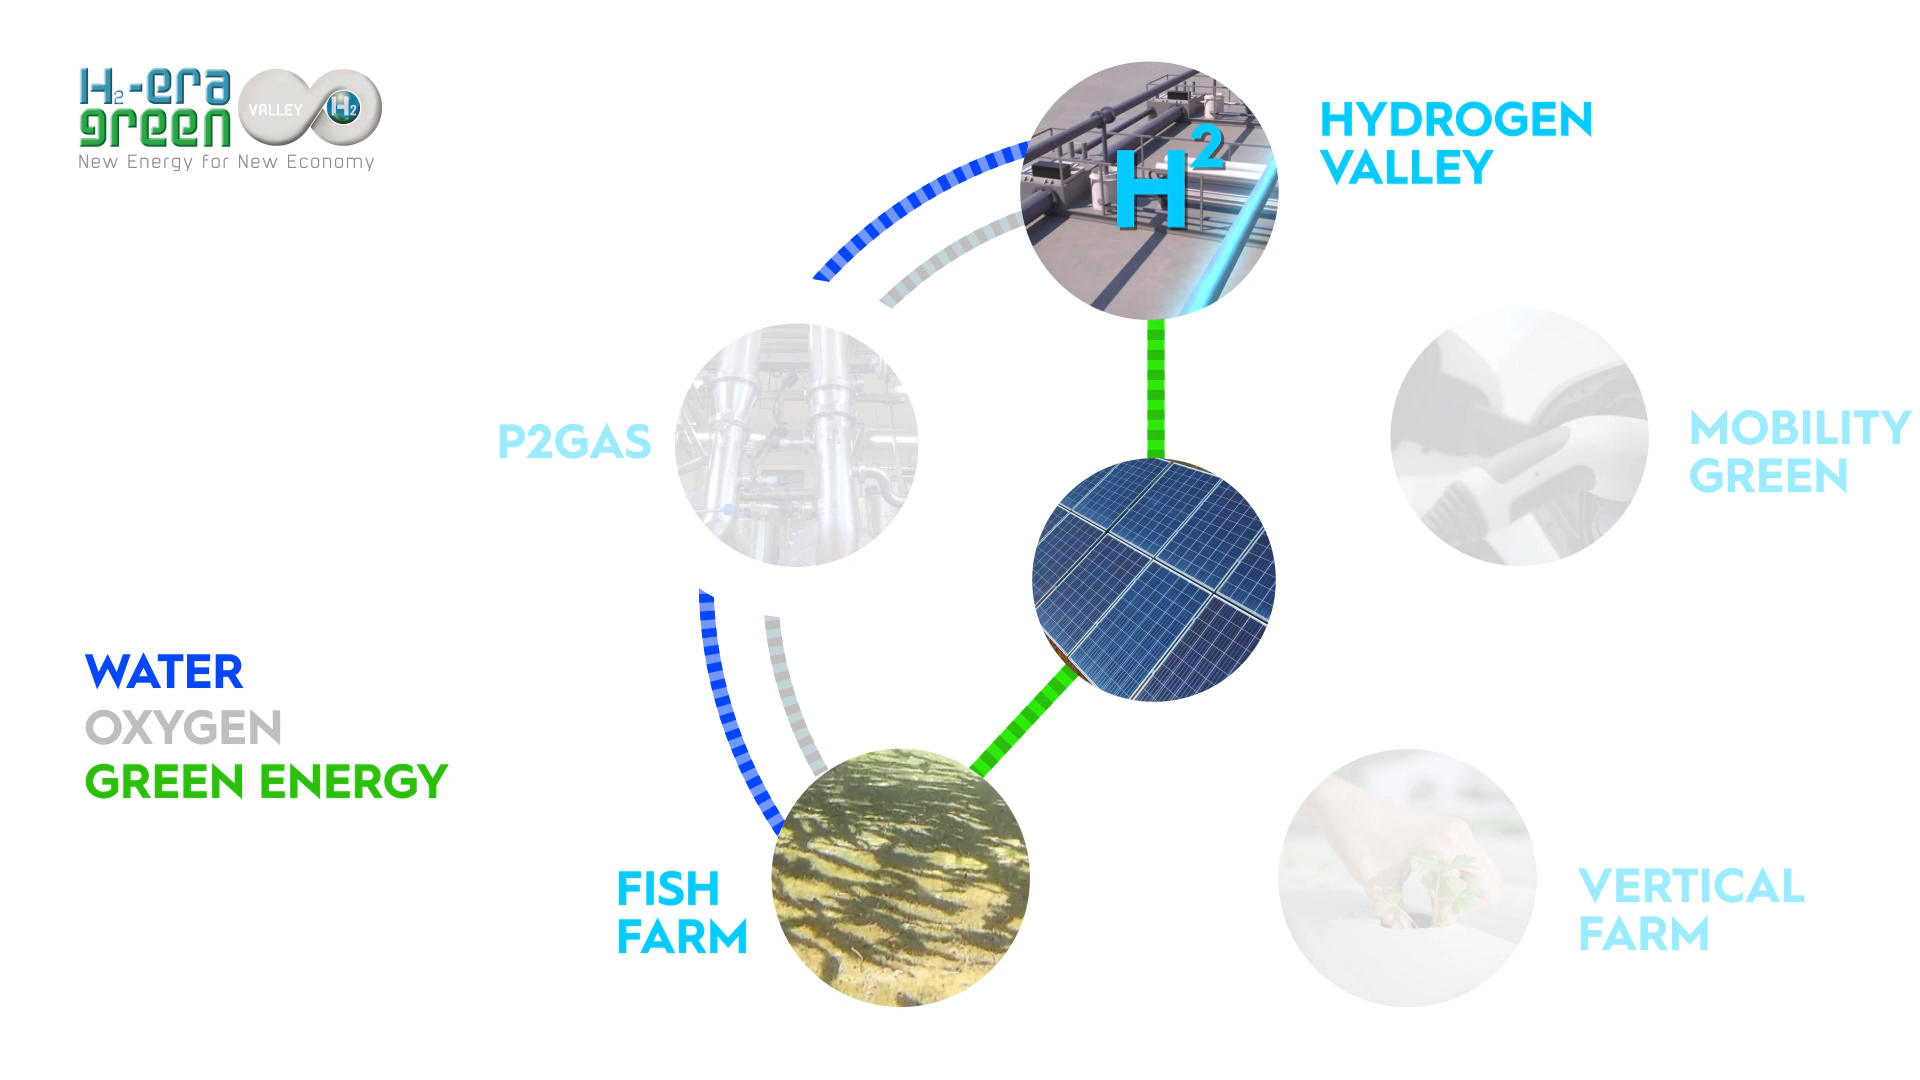 H2-era
green
VALLEY H2
New Energy for New Economy
H2
HYDROGEN
VALLEY
P2GAS
MOBILITY
GREEN
WATER
OXYGEN
GREEN ENERGY
FISH
FARM
VERTICAL
FARM